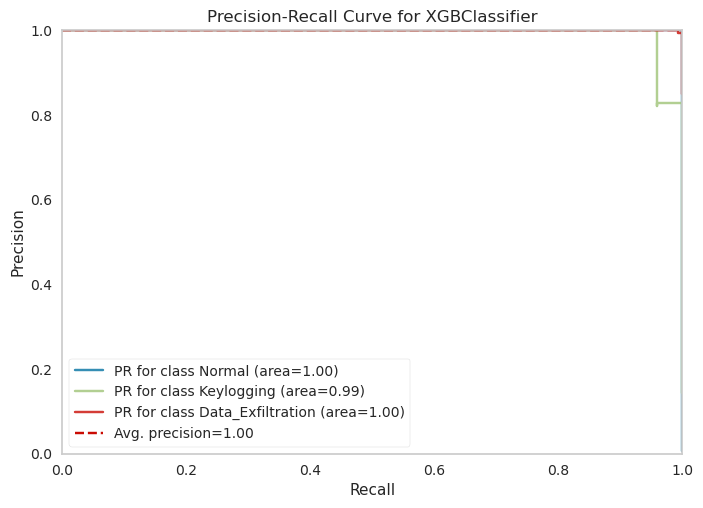 Precision-Recall Curve for XGBClassifier
1.0
0.8
0.6
0.4
0.2
0.0
Precision
PR for class Normal (area=1.00)
PR for class Keylogging (area=0.99)
PR for class Data_Exfiltration (area=1.00)
Avg. precision=1.00
0.0 0.2 0.4 0.6 0.8 1.0
Recall